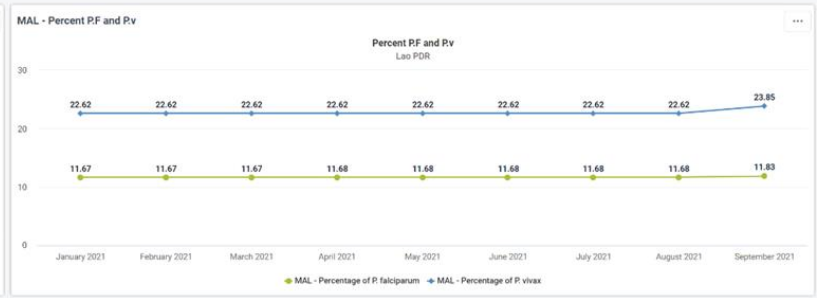 MAL - Percent P.F and P.v
Percent P.F and P.v
Lao PDR
30
22.62 22.62 22.62 22.62 22.62 22.62 22.62 22.62 23.85
20
11.67 11.67 11.67 11.68 11.68 11.68 11.68 11.68 11.83
10
0
January 2021 February 2021 March 2021 April 2021 May 2021 June 2021 July 2021 August 2021 September 2021
MAL - Percentage of P. falciparum MAL - Percentage of P. vivax